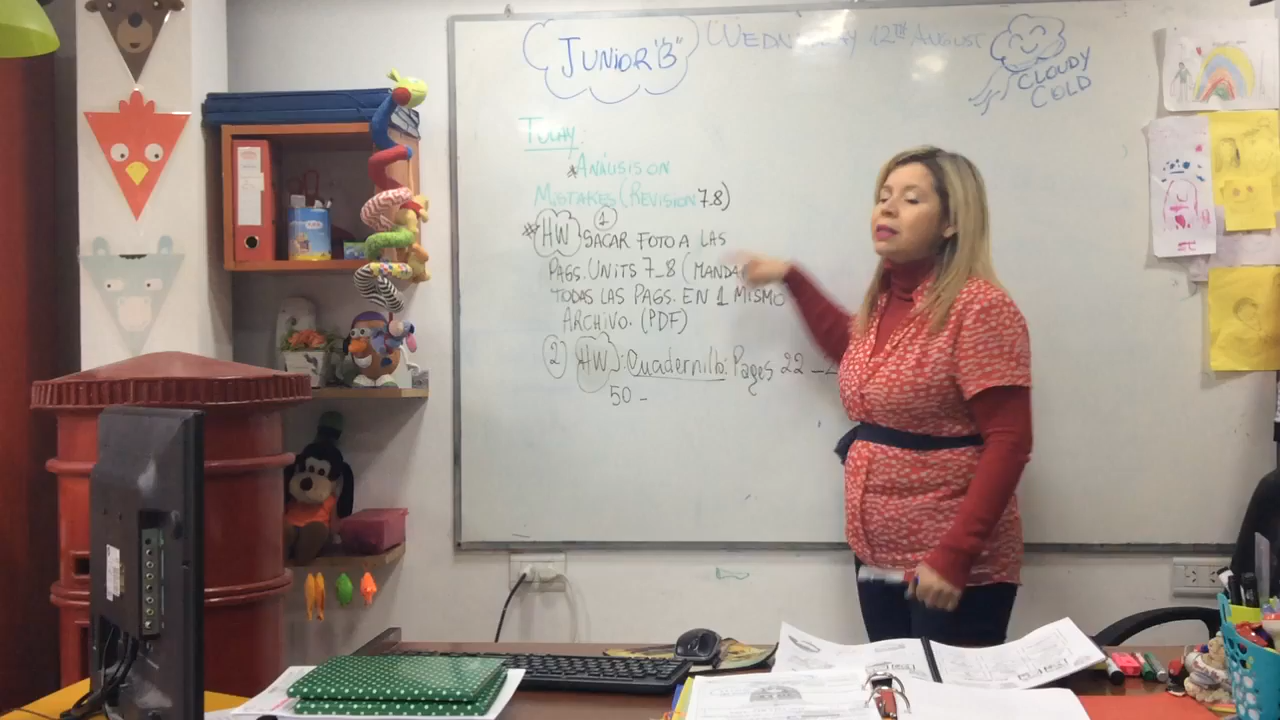 JUNIOR "B" WEDNESDAY 12TH AUGUST
CLOUDY
COLD
TODAY:
* ANÁLISIS ON
MISTAKES (REVISION 7.8)
* HW 1 SACAR FOTO A LAS
PAGS. UNITS 7_8 (MANDA
TODAS LAS PAGS. EN 1 MISMO
ARCHIVO. (PDF)
2 HW: Cuadernillo: Pages 22 -
50 -